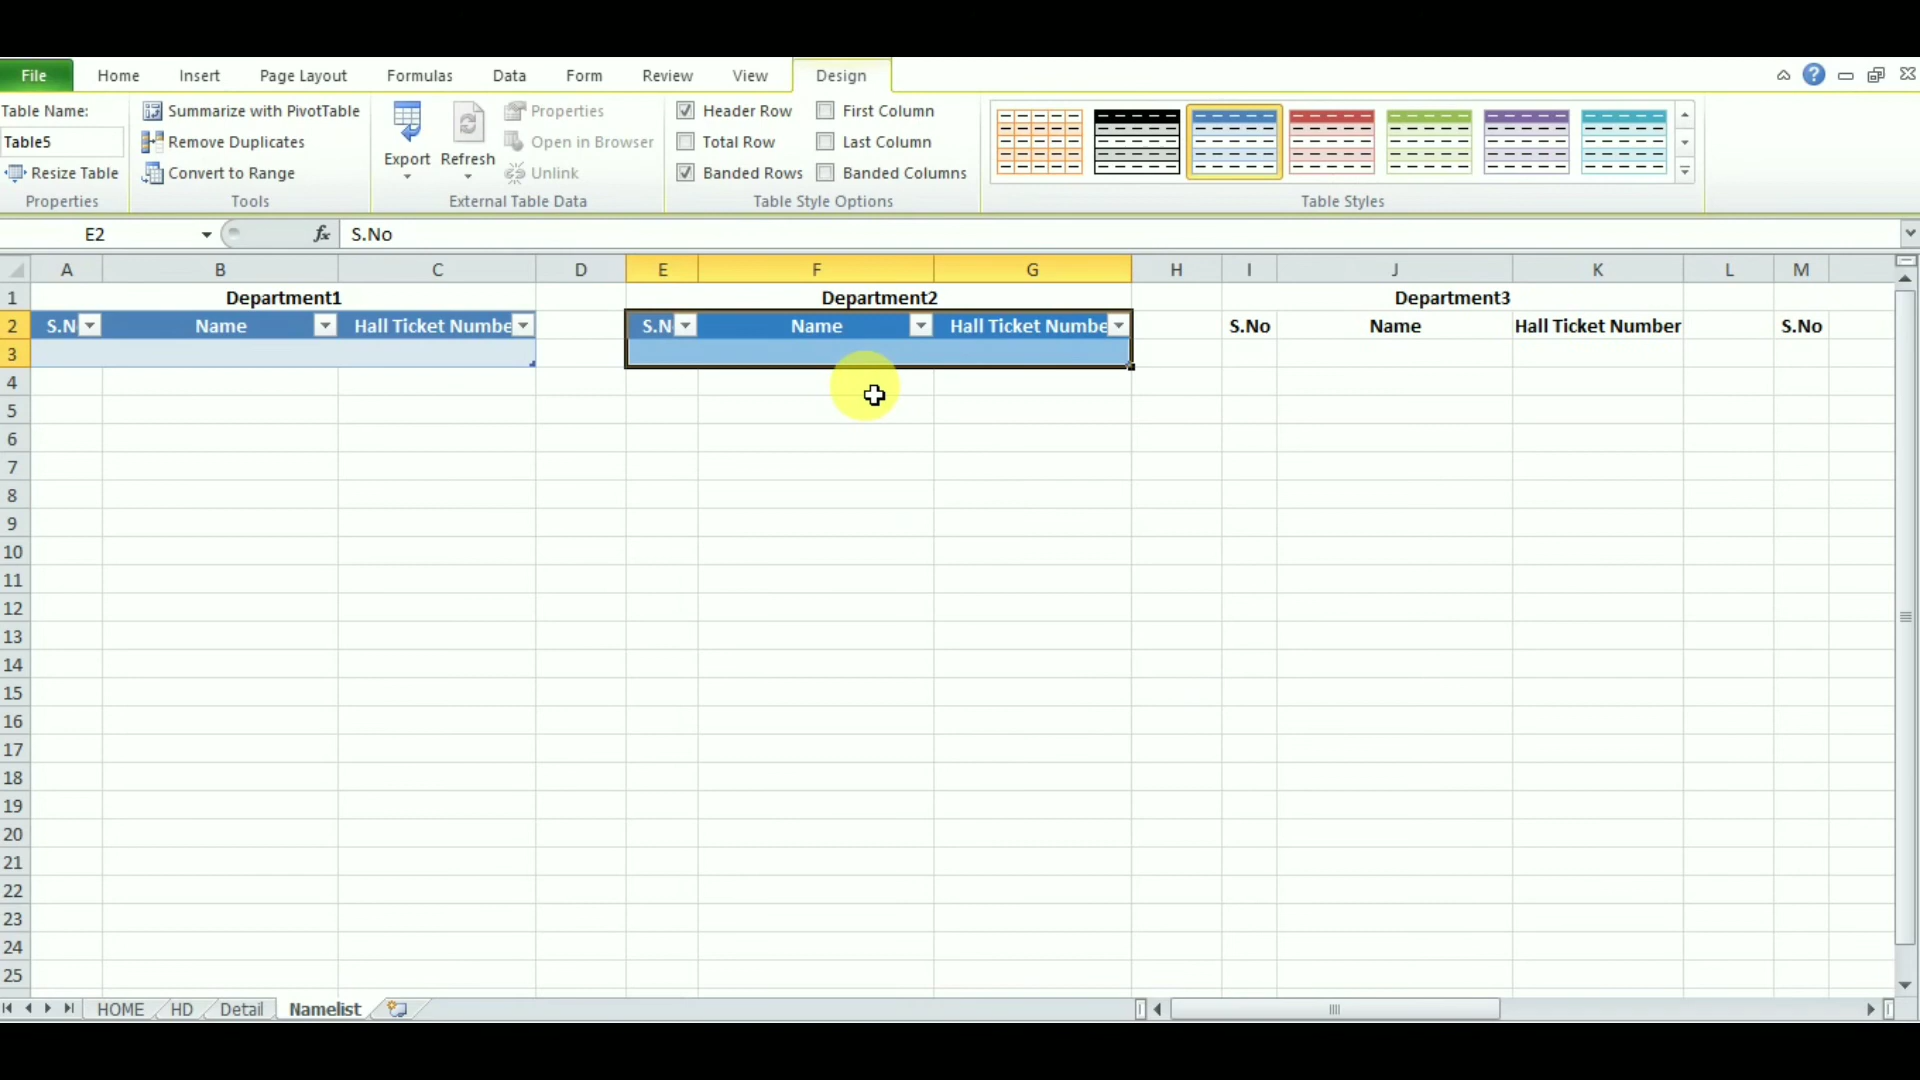 File Home Insert Page Layout Formulas Data Form Review View Design
Table Name: Summarize with PivotTable Properties Header Row First Column
Table5 Remove Duplicates Export Refresh Open in Browser Total Row Last Column
Resize Table Convert to Range Unlink Banded Rows Banded Columns
Properties Tools External Table Data Table Style Options Table Styles
E2 fx S.No
A B C D E F G H I J K L M
1 Department1 Department2 Department3
2 S.N Name Hall Ticket Numbe S.N Name Hall Ticket Numbe S.No Name Hall Ticket Number S.No
3
4
5
6
7
8
9
10
11
12
13
14
15
16
17
18
19
20
21
22
23
24
25
HOME HD Detail Namelist